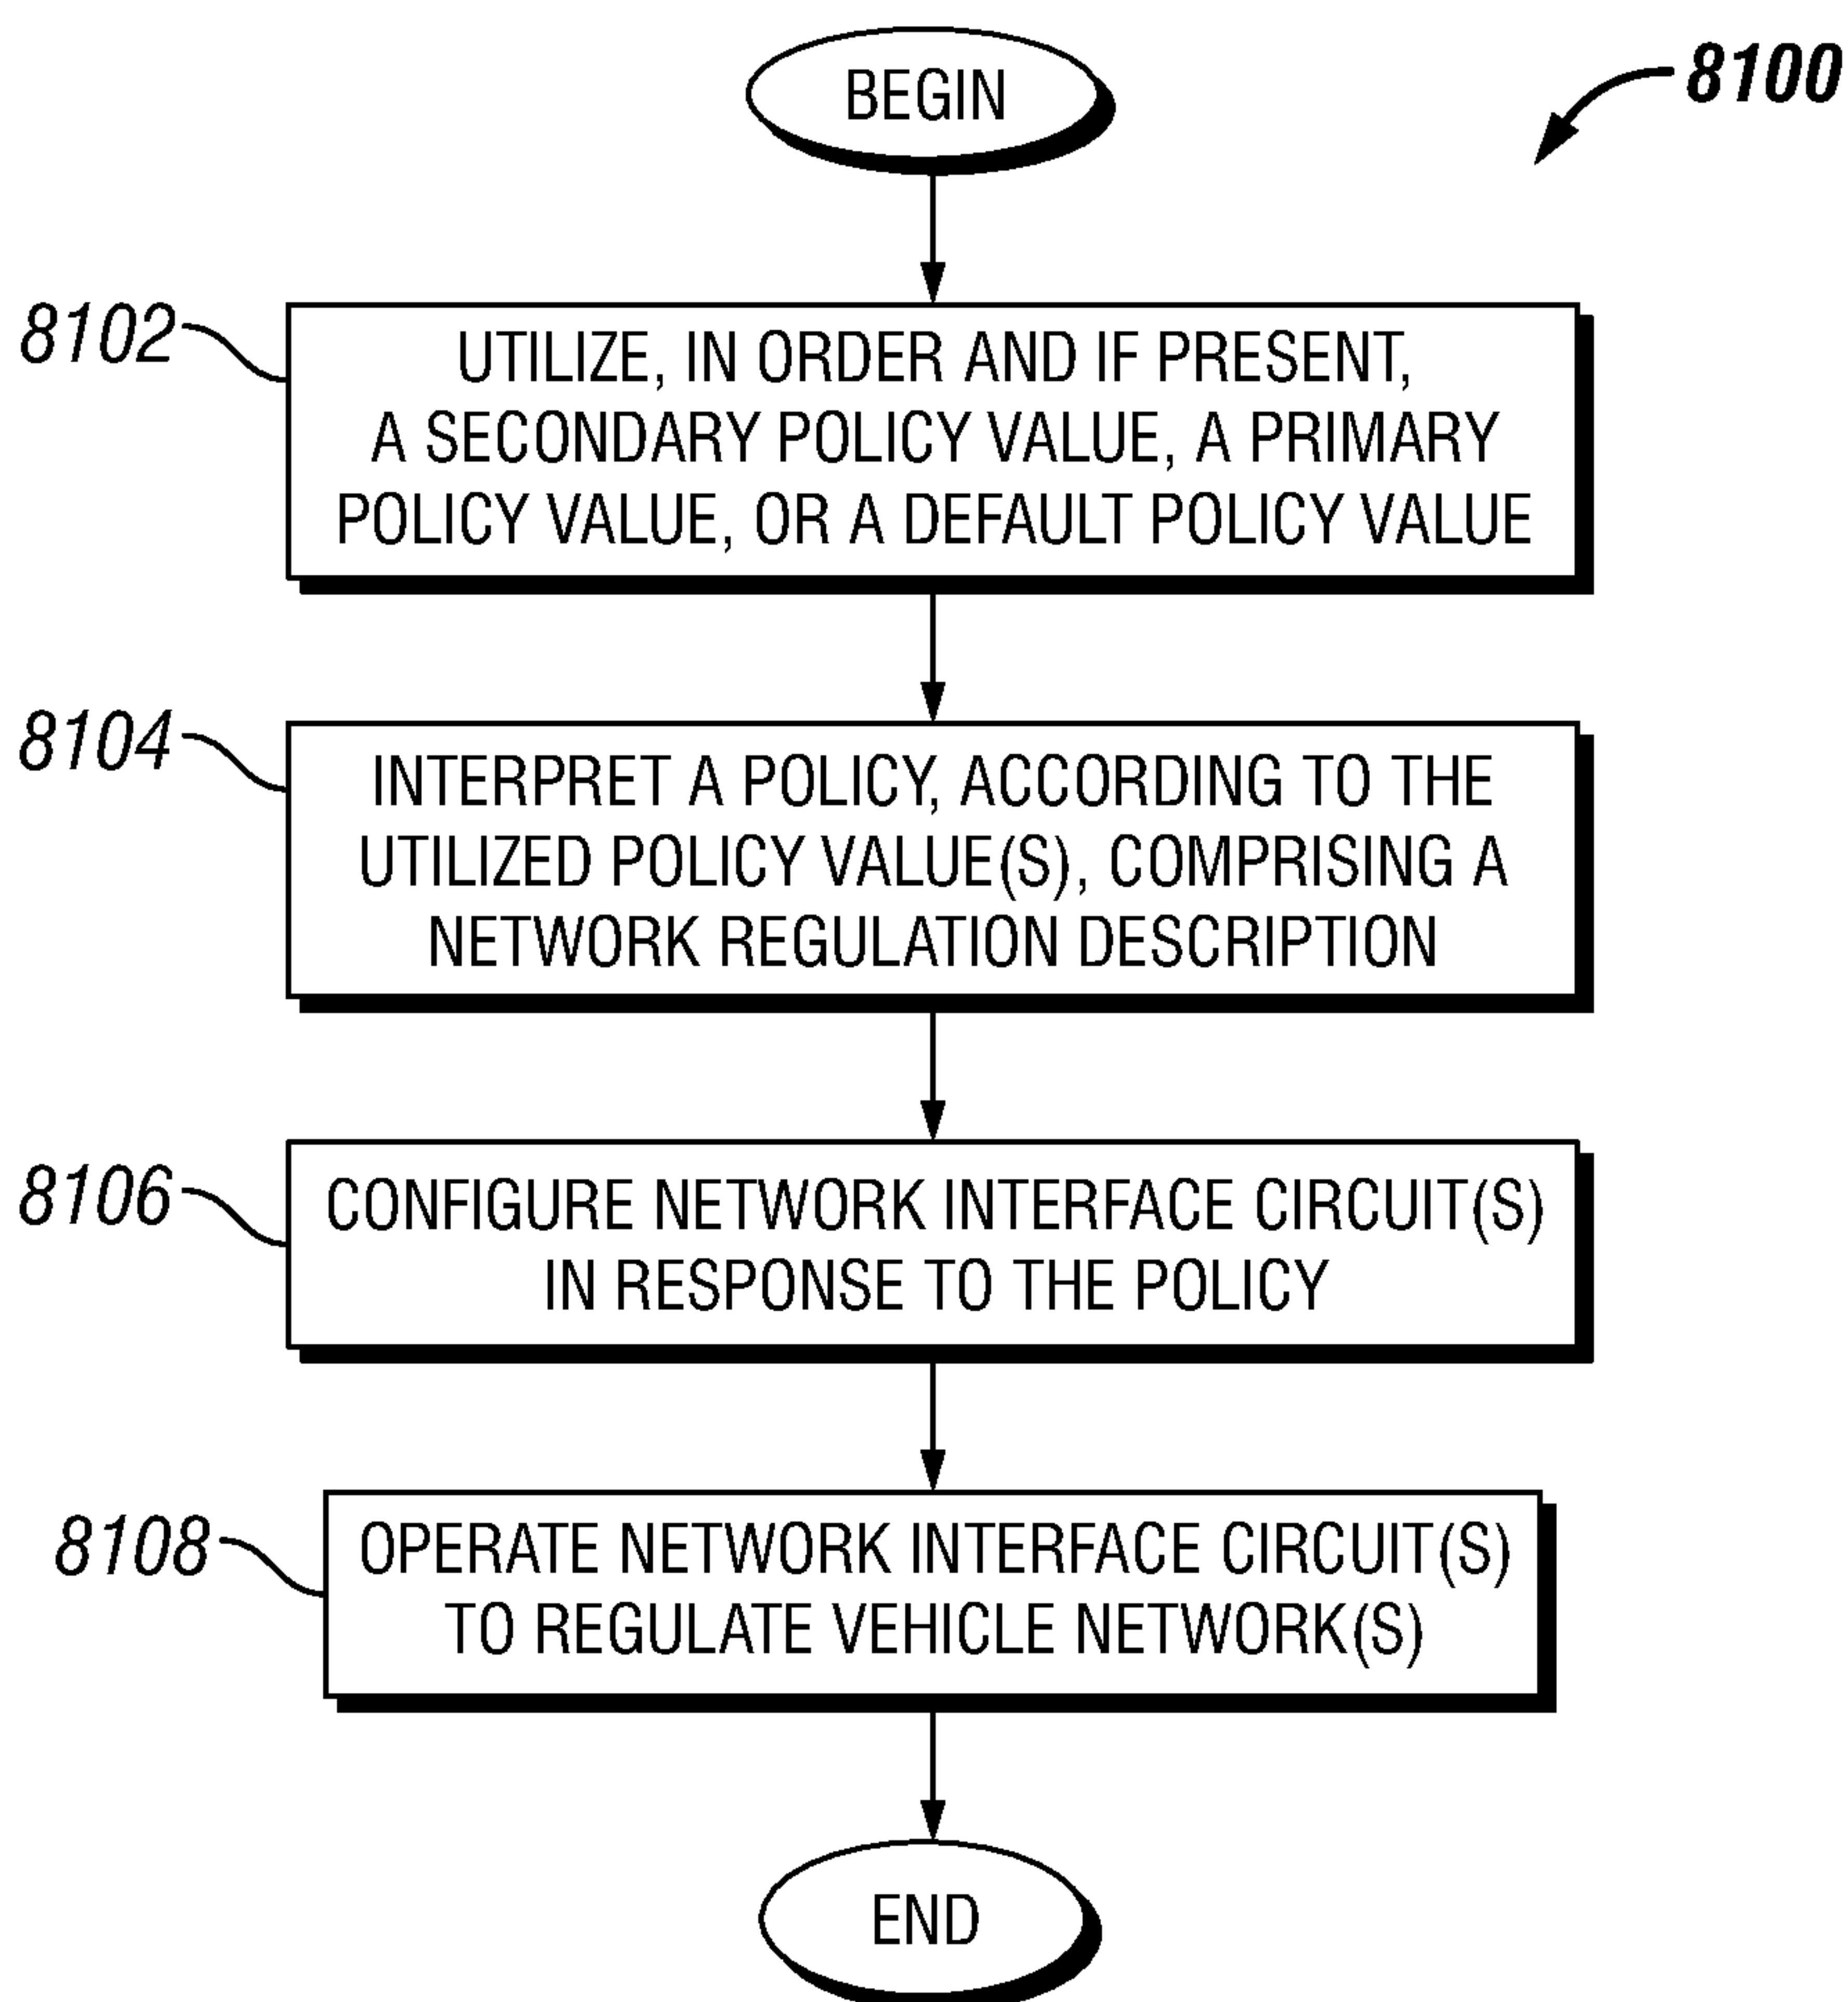 BEGIN
8100
8102
UTILIZE, IN ORDER AND IF PRESENT,
A SECONDARY POLICY VALUE, A PRIMARY
POLICY VALUE, OR A DEFAULT POLICY VALUE
8104
INTERPRET A POLICY, ACCORDING TO THE
UTILIZED POLICY VALUE(S), COMPRISING A
NETWORK REGULATION DESCRIPTION
8106
CONFIGURE NETWORK INTERFACE CIRCUIT(S)
IN RESPONSE TO THE POLICY
8108
OPERATE NETWORK INTERFACE CIRCUIT(S)
TO REGULATE VEHICLE NETWORK(S)
END